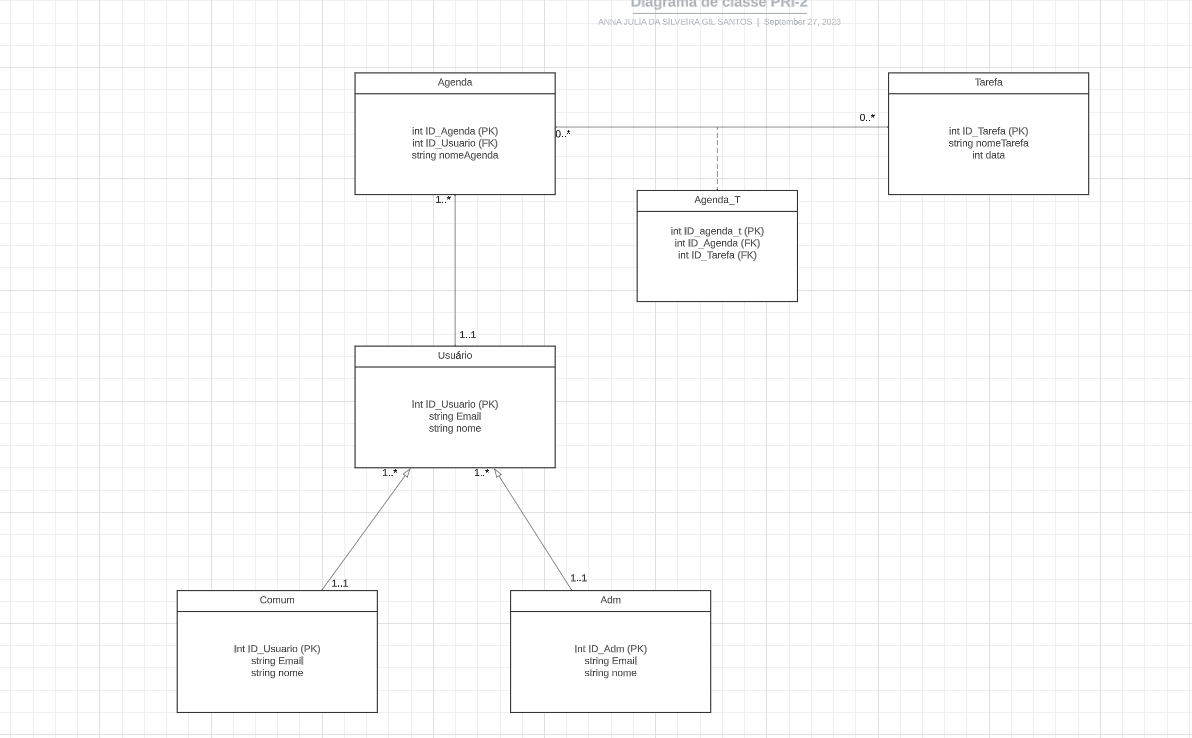 Diagrama de classe PRI-2
ANNA JULIA DA SILVEIRA GIL SANTOS | September 27, 2023
Agenda
int ID_Agenda (PK)
int ID_Usuario (FK)
string nomeAgenda
0..*
0..*
Tarefa
int ID_Tarefa (PK)
string nomeTarefa
int data
Agenda_T
int ID_agenda_t (PK)
int ID_Agenda (FK)
int ID_Tarefa (FK)
1..*
1..1
Usuário
Int ID_Usuario (PK)
string Email
string nome
1..*
1..*
1..1
1..1
Comum
Int ID_Usuario (PK)
string Email
string nome
Adm
Int ID_Adm (PK)
string Email
string nome